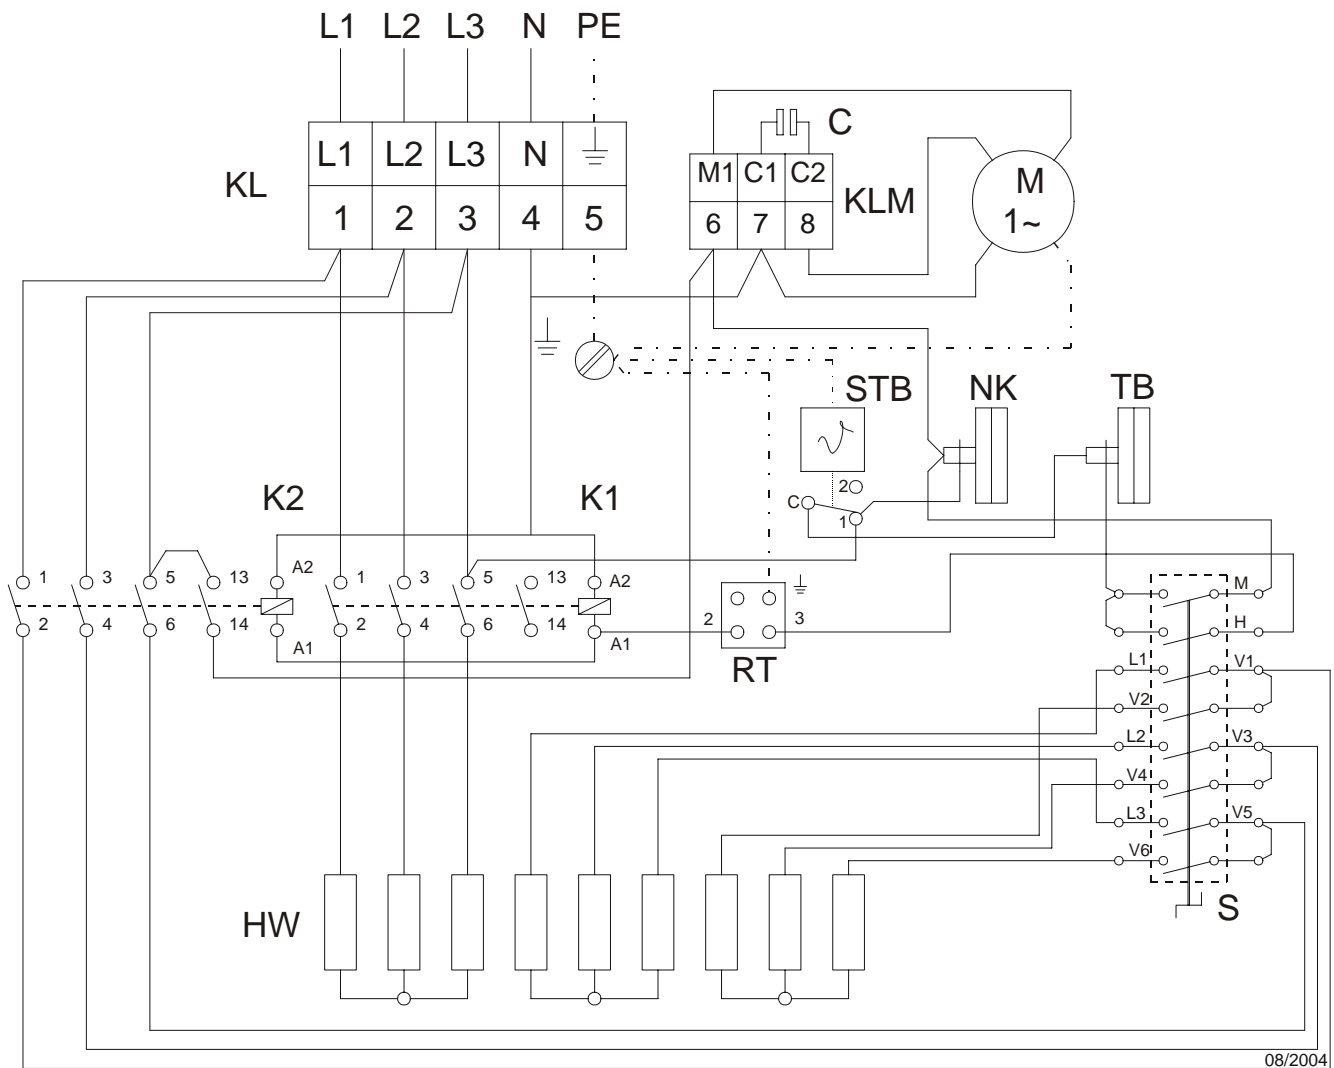 L1 L2 L3 N PE
C
L1 L2 L3 N
M1 C1 C2
M
1~
KL
KLM
1 2 3 4 5
6 7 8
STB NK TB
K2 K1
2
C
1
1 3 5 13 A2 1 3 5 13 A2
2 4 6 14 A1 2 4 6 14 A1
2 3
RT
M
H
L1 V1
V2
L2 V3
V4
L3 V5
V6
S
HW
08/2004